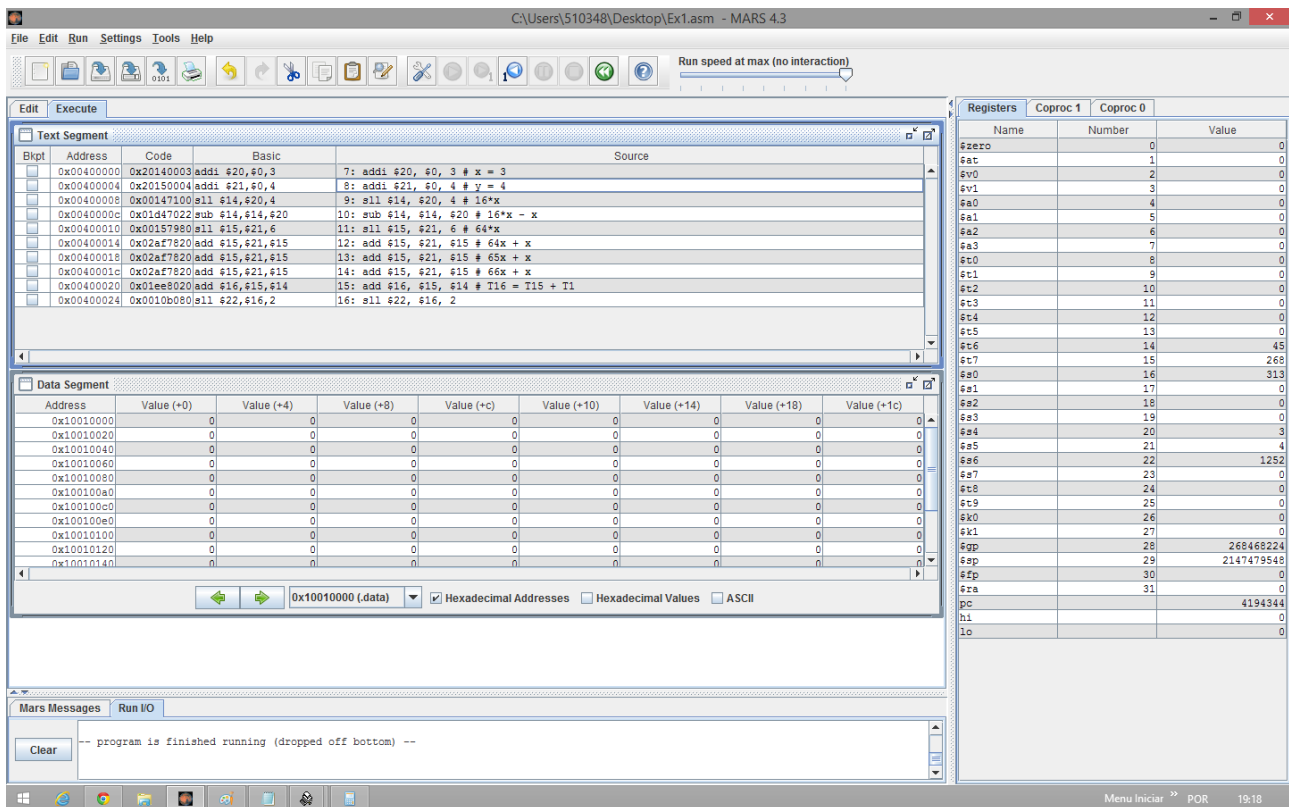 C:\Users\510348\Desktop\Ex1.asm - MARS 4.3
File Edit Run Settings Tools Help
Run speed at max (no interaction)
Edit Execute
Text Segment
Bkpt Address Code Basic Source
0x00400000 0x20140003 addi $20,$0,3 7: addi $20, $0, 3 # x = 3
0x00400004 0x20150004 addi $21,$0,4 8: addi $21, $0, 4 # y = 4
0x00400008 0x00147100 sll $14,$20,4 9: sll $14, $20, 4 # 16*x
0x0040000c 0x01d47022 sub $14,$14,$20 10: sub $14, $14, $20 # 16*x - x
0x00400010 0x00157980 sll $15,$21,6 11: sll $15, $21, 6 # 64*x
0x00400014 0x02af7820 add $15,$21,$15 12: add $15, $21, $15 # 64x + x
0x00400018 0x02af7820 add $15,$21,$15 13: add $15, $21, $15 # 65x + x
0x0040001c 0x02af7820 add $15,$21,$15 14: add $15, $21, $15 # 66x + x
0x00400020 0x01ee8020 add $16,$15,$14 15: add $16, $15, $14 # T16 = T15 + T1
0x00400024 0x0010b080 sll $22,$16,2 16: sll $22, $16, 2
Data Segment
Address Value (+0) Value (+4) Value (+8) Value (+c) Value (+10) Value (+14) Value (+18) Value (+1c)
0x10010000 0 0 0 0 0 0 0 0
0x10010020 0 0 0 0 0 0 0 0
0x10010040 0 0 0 0 0 0 0 0
0x10010060 0 0 0 0 0 0 0 0
0x10010080 0 0 0 0 0 0 0 0
0x100100a0 0 0 0 0 0 0 0 0
0x100100c0 0 0 0 0 0 0 0 0
0x100100e0 0 0 0 0 0 0 0 0
0x10010100 0 0 0 0 0 0 0 0
0x10010120 0 0 0 0 0 0 0 0
0x10010140 0 0 0 0 0 0 0 0
0x10010000 (.data) Hexadecimal Addresses Hexadecimal Values ASCII
Mars Messages Run I/O
Clear
-- program is finished running (dropped off bottom) --
Registers Coproc 1 Coproc 0
Name Number Value
$zero 0 0
$at 1 0
$v0 2 0
$v1 3 0
$a0 4 0
$a1 5 0
$a2 6 0
$a3 7 0
$t0 8 0
$t1 9 0
$t2 10 0
$t3 11 0
$t4 12 0
$t5 13 0
$t6 14 45
$t7 15 268
$s0 16 313
$s1 17 0
$s2 18 0
$s3 19 0
$s4 20 3
$s5 21 4
$s6 22 1252
$s7 23 0
$t8 24 0
$t9 25 0
$k0 26 0
$k1 27 0
$gp 28 268468224
$sp 29 2147479548
$fp 30 0
$ra 31 0
pc 4194344
hi 0
lo 0
Menu Iniciar » POR 19:18